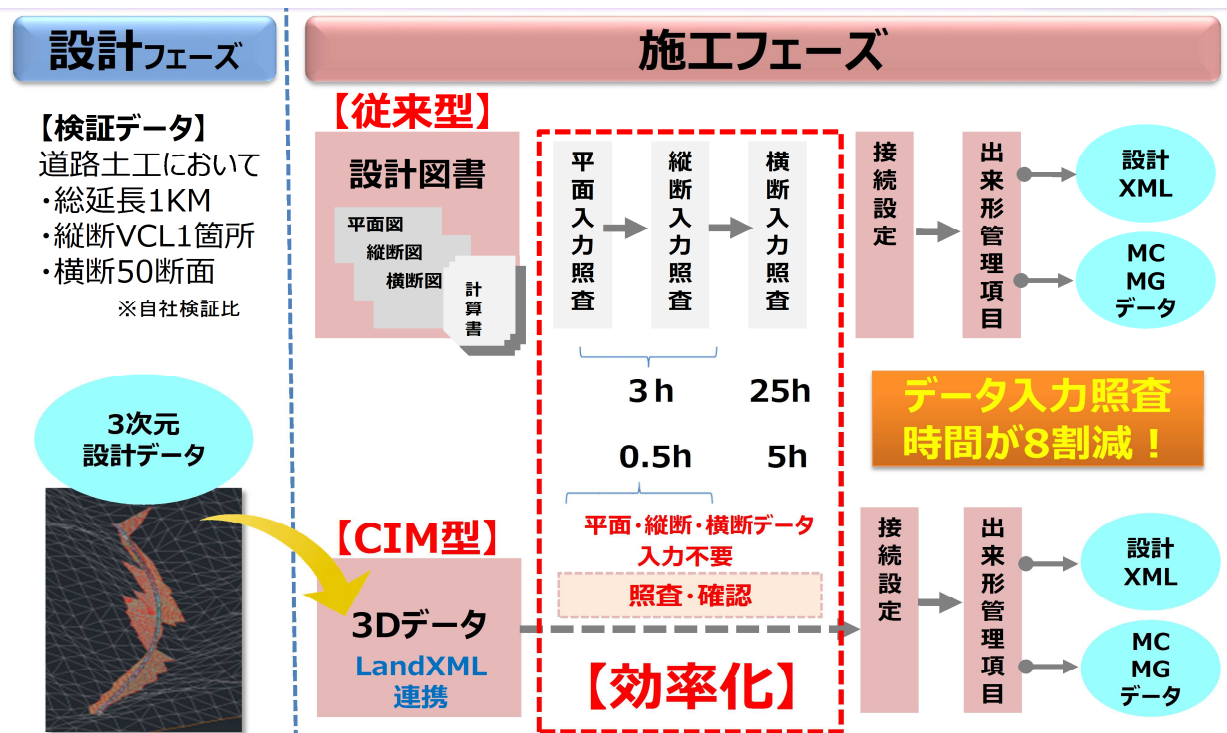 設計フェーズ
施工フェーズ
【検証データ】
道路土工において
・総延長1KM
・縦断VCL1箇所
・横断50断面
※自社検証比
3次元
設計データ
【従来型】
設計図書
平面図
縦断図
横断図
計算書
平面入力照査
縦断入力照査
横断入力照査
接続設定
出来形管理項目
設計
XML
MC
MG
データ
3h
25h
データ入力照査
時間が8割減！
0.5h
5h
平面・縦断・横断データ
入力不要
照査・確認
【効率化】
【CIM型】
3Dデータ
LandXML
連携
接続設定
出来形管理項目
設計
XML
MC
MG
データ